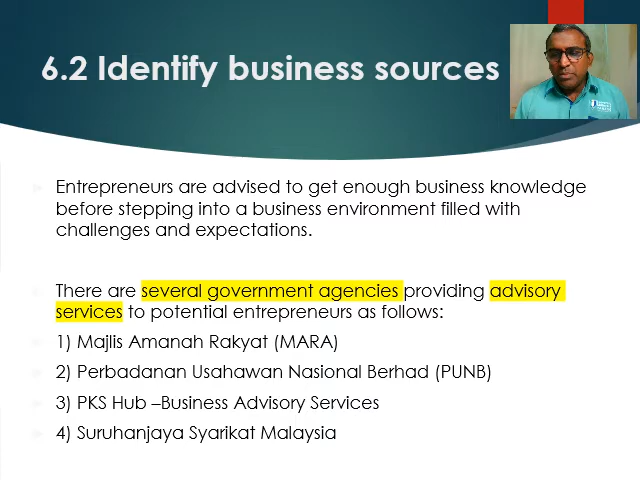 6.2 Identify business sources
Entrepreneurs are advised to get enough business knowledge
before stepping into a business environment filled with
challenges and expectations.
There are several government agencies providing advisory
services to potential entrepreneurs as follows:
1) Majlis Amanah Rakyat (MARA)
2) Perbadanan Usahawan Nasional Berhad (PUNB)
3) PKS Hub –Business Advisory Services
4) Suruhanjaya Syarikat Malaysia